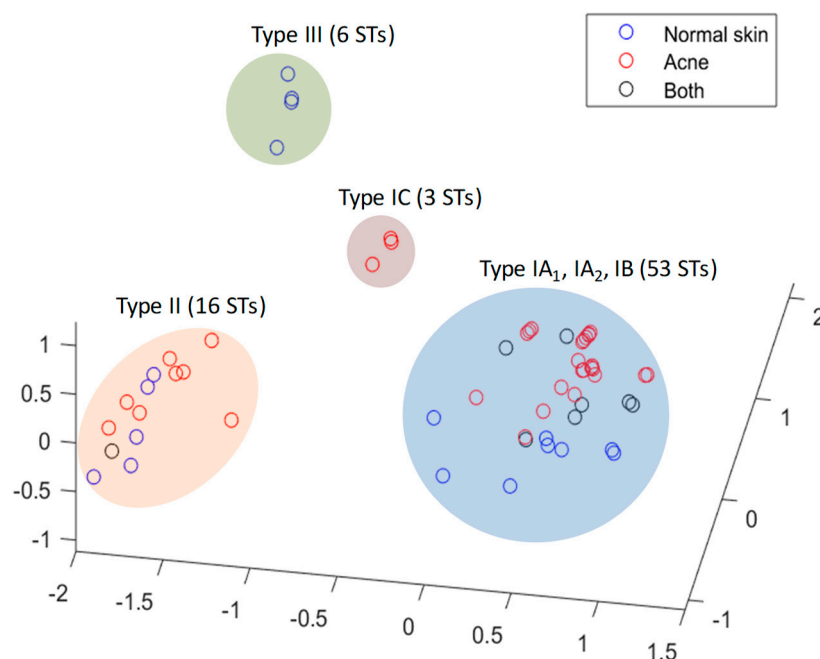 Type III (6 STs)
Normal skin
Acne
Both
Type IC (3 STs)
Type IA₁, IA₂, IB (53 STs)
Type II (16 STs)
2
1
0
-1
1
0.5
0
-0.5
-1
-2
-1.5
-1
-0.5
0
0.5
1
1.5